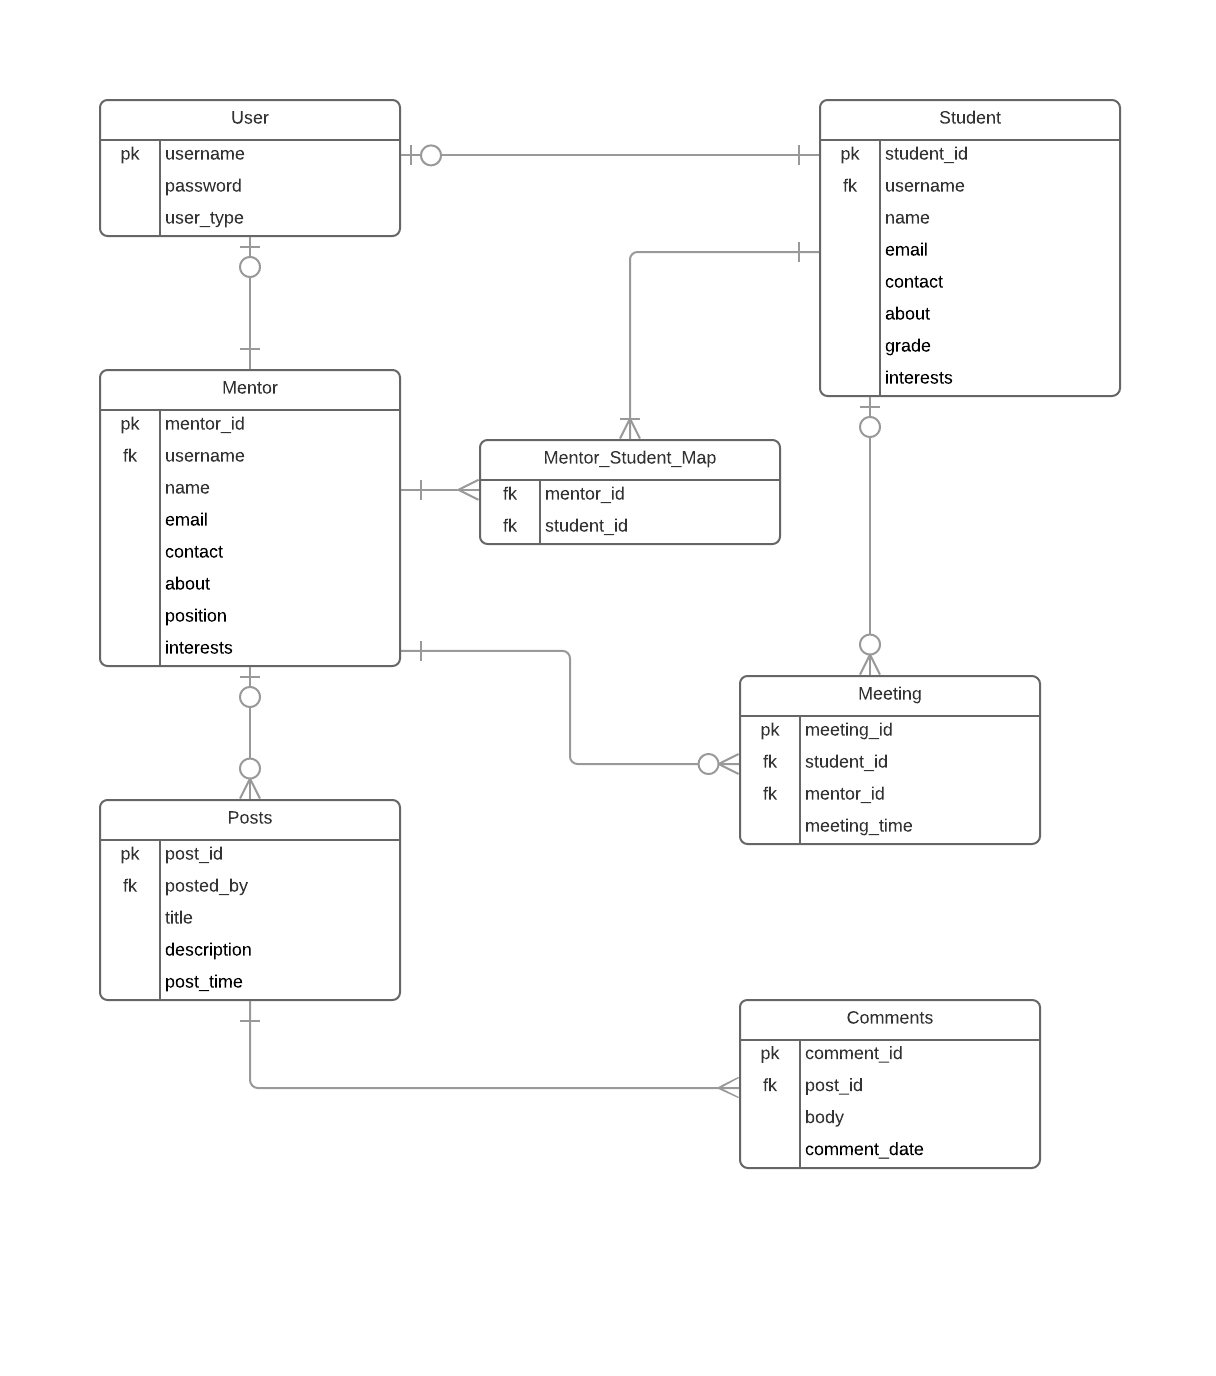 User
pk username
password
user_type
Student
pk student_id
fk username
name
email
contact
about
grade
interests
Mentor
pk mentor_id
fk username
name
email
contact
about
position
interests
Mentor_Student_Map
fk mentor_id
fk student_id
Meeting
pk meeting_id
fk student_id
fk mentor_id
meeting_time
Posts
pk post_id
fk posted_by
title
description
post_time
Comments
pk comment_id
fk post_id
body
comment_date